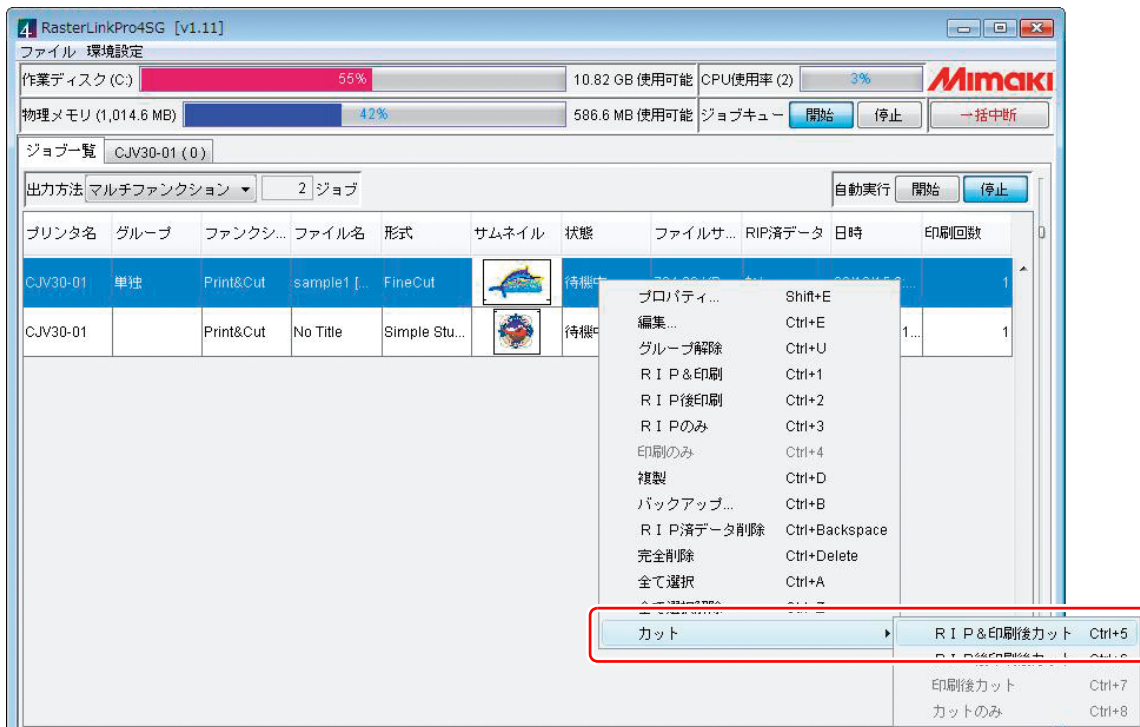 RasterLinkPro4SG [v1.11]
ファイル 環境設定
作業ディスク(C:) 55% 10.82 GB 使用可能 CPU使用率 (2) 3% Mimaki
物理メモリ (1,014.6 MB) 42% 586.6 MB 使用可能 ジョブキュー 開始 停止 一括中断
ジョブ一覧 CJV30-01 ( 0 )
出力方法 マルチファンクション 2 ジョブ 自動実行 開始 停止
プリンタ名 グループ ファンクシ... ファイル名 形式 サムネイル 状態 ファイルサ... RIP済データ 日時 印刷回数
CJV30-01 単独 Print&Cut sample1 [... FineCut 待機中 1
CJV30-01 Print&Cut No Title Simple Stu... 待機中 1... 1
プロパティ... Shift+E
編集... Ctrl+E
グループ解除 Ctrl+U
ＲＩＰ&印刷 Ctrl+1
ＲＩＰ後印刷 Ctrl+2
ＲＩＰのみ Ctrl+3
印刷のみ Ctrl+4
複製 Ctrl+D
バックアップ... Ctrl+B
ＲＩＰ済データ削除 Ctrl+Backspace
完全削除 Ctrl+Delete
全て選択 Ctrl+A
カット ＲＩＰ&印刷後カット Ctrl+5
印刷後カット Ctrl+7
カットのみ Ctrl+8